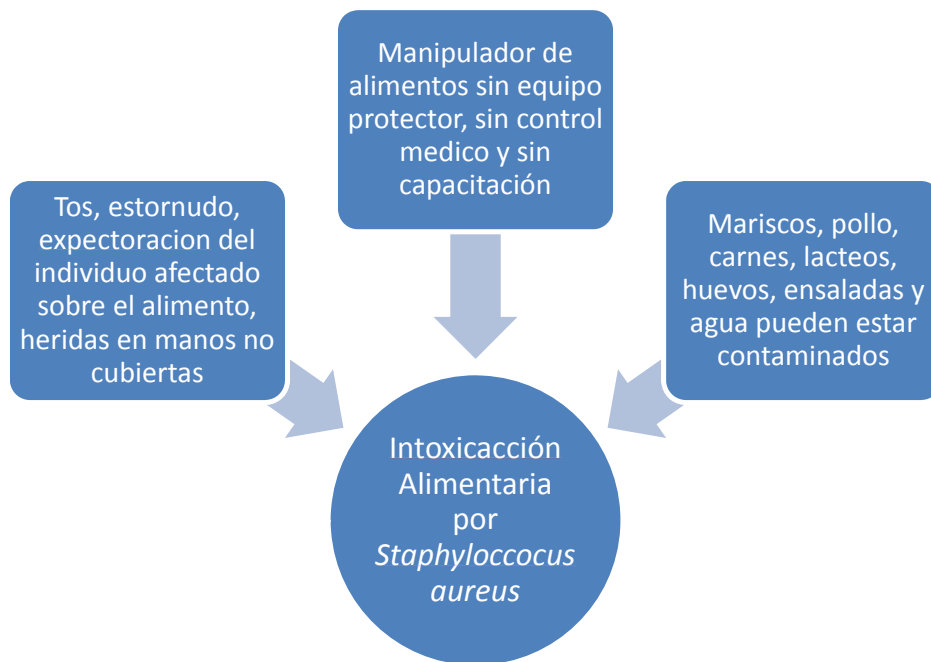 Manipulador de
alimentos sin equipo
protector, sin control
medico y sin
capacitación
Tos, estornudo,
expectoracion del
individuo afectado
sobre el alimento,
heridas en manos no
cubiertas
Mariscos, pollo,
carnes, lacteos,
huevos, ensaladas y
agua pueden estar
contaminados
Intoxicacción
Alimentaria
por
Staphyloccocus
aureus